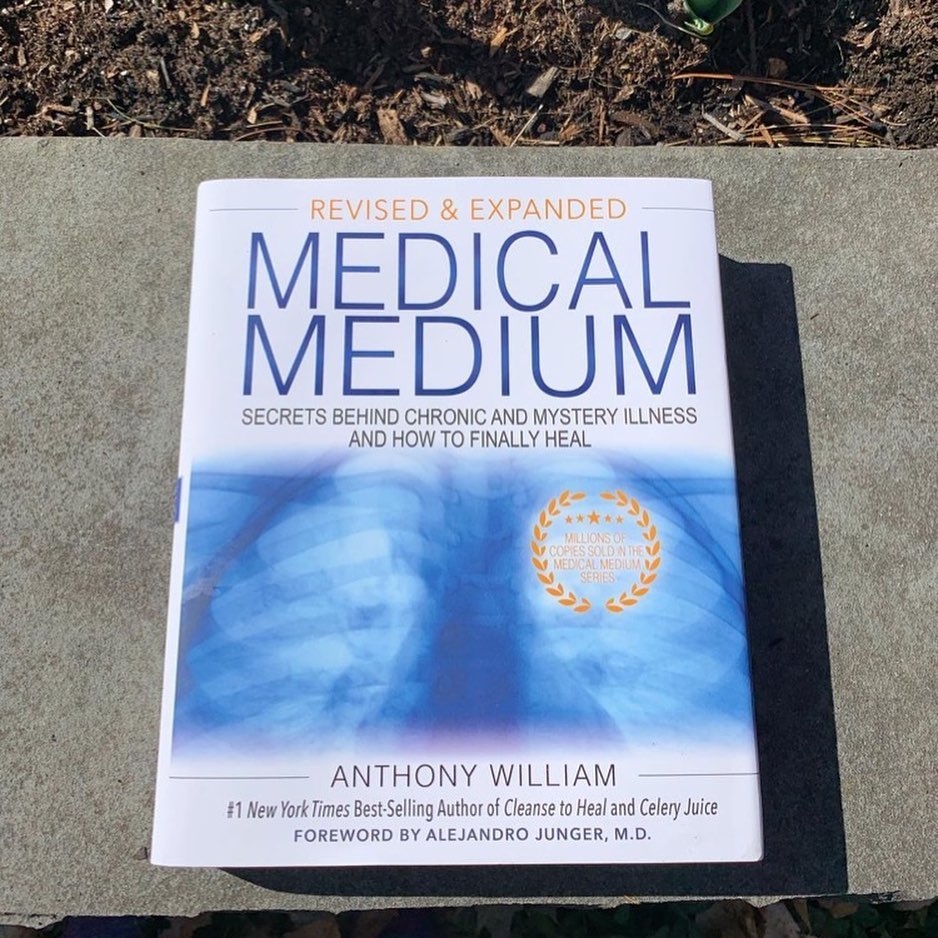 REVISED & EXPANDED
MEDICAL
MEDIUM
SECRETS BEHIND CHRONIC AND MYSTERY ILLNESS
AND HOW TO FINALLY HEAL
MILLIONS OF
COPIES SOLD IN THE
MEDICAL MEDIUM
SERIES
ANTHONY WILLIAM
#1 New York Times Best-Selling Author of Cleanse to Heal and Celery Juice
FOREWORD BY ALEJANDRO JUNGER, M.D.